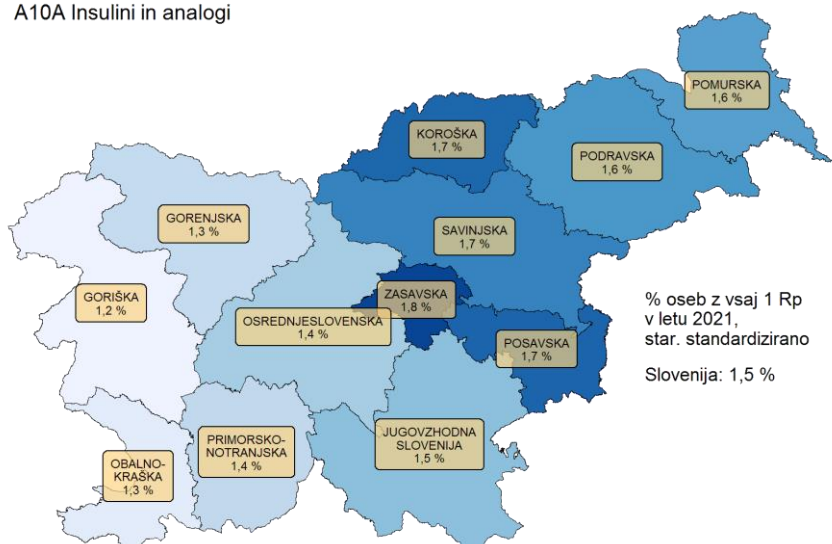 A10A Insulini in analogi
POMURSKA
1,6 %
KOROŠKA
1,7 %
PODRAVSKA
1,6 %
GORENJSKA
1,3 %
SAVINJSKA
1,7 %
GORIŠKA
1,2 %
ZASAVSKA
1,8 %
OSREDNJESLOVENSKA
1,4 %
POSAVSKA
1,7 %
% oseb z vsaj 1 Rp
v letu 2021,
star. standardizirano
Slovenija: 1,5 %
JUGOVZHODNA
SLOVENIJA
1,5 %
PRIMORSKO-
NOTRANJSKA
1,4 %
OBALNO-
KRAŠKA
1,3 %